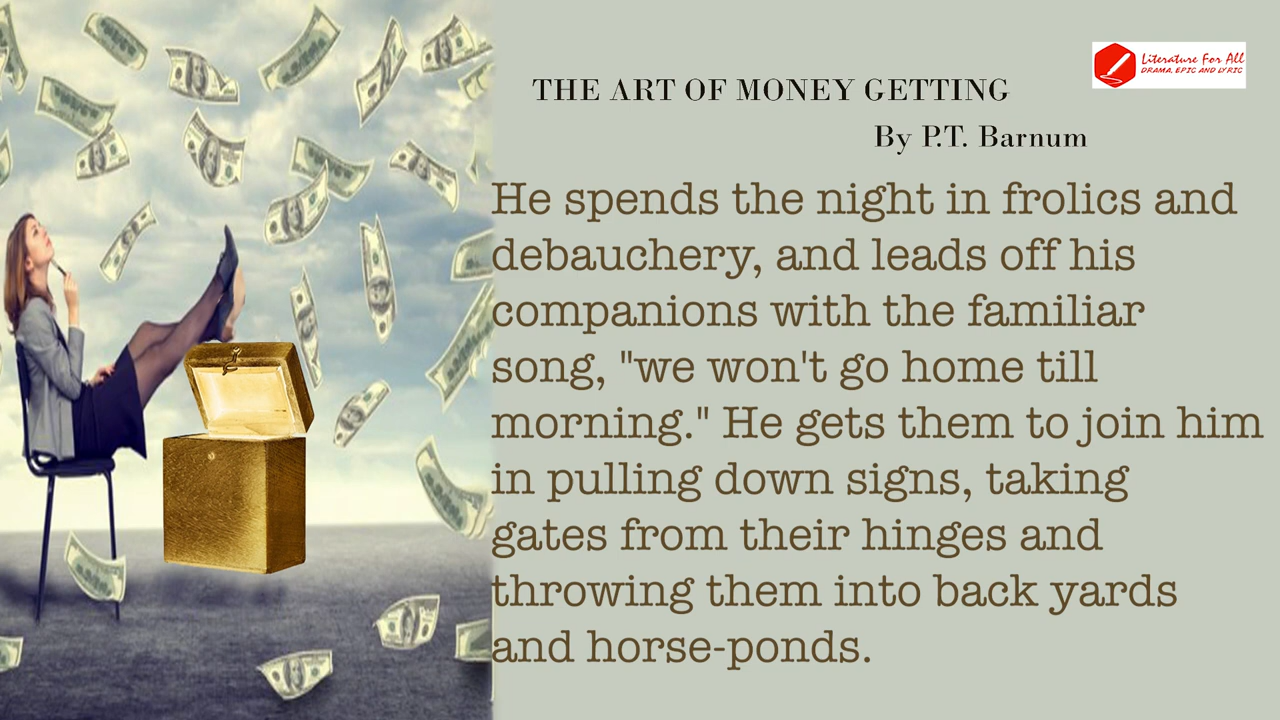 THE ART OF MONEY GETTING
Literature For All
DRAMA, EPIC AND LYRIC
By P.T. Barnum
He spends the night in frolics and
debauchery, and leads off his
companions with the familiar
song, "we won't go home till
morning." He gets them to join him
in pulling down signs, taking
gates from their hinges and
throwing them into back yards
and horse-ponds.